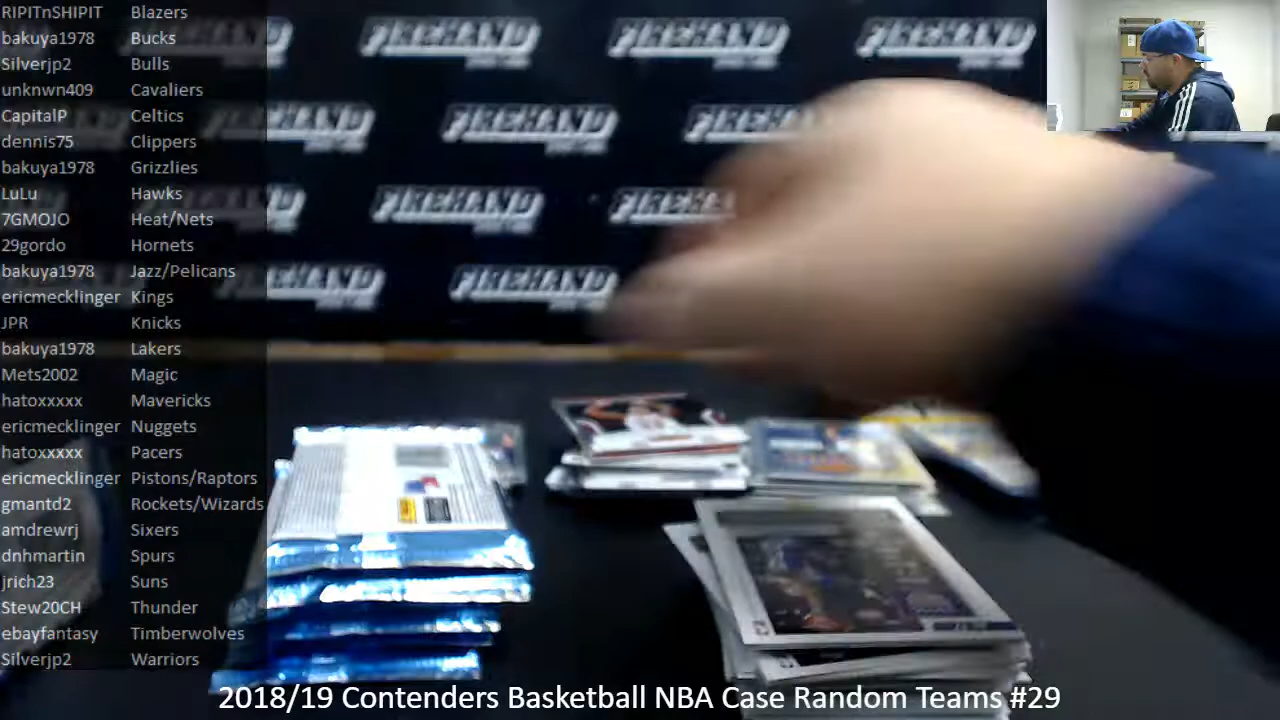 RIPITnSHIPIT Blazers
bakuya1978 Bucks
Silverjp2 Bulls
unknwn409 Cavaliers
CapitalP Celtics
dennis75 Clippers
bakuya1978 Grizzlies
LuLu Hawks
7GMOJO Heat/Nets
29gordo Hornets
bakuya1978 Jazz/Pelicans
ericmecklinger Kings
JPR Knicks
bakuya1978 Lakers
Mets2002 Magic
hatoxxxxx Mavericks
ericmecklinger Nuggets
hatoxxxxx Pacers
ericmecklinger Pistons/Raptors
gmantd2 Rockets/Wizards
amdrewrj Sixers
dnhmartin Spurs
jrich23 Suns
Stew20CH Thunder
ebayfantasy Timberwolves
Silverjp2 Warriors
FIREHAND FIREHAND FIREHAND
FIREHAND FIREHAND FIREHAND
FIREHAND
FIREHAND
2018/19 Contenders Basketball NBA Case Random Teams #29